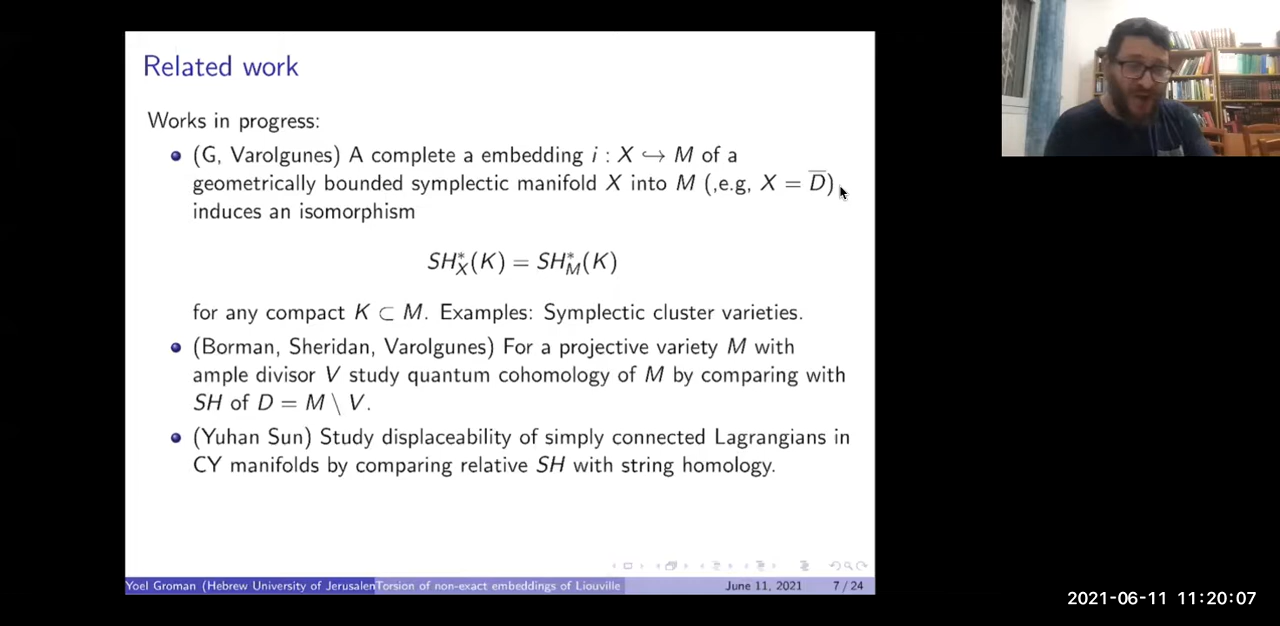 Related work
Works in progress:
(G, Varolgunes) A complete a embedding i : X ↪ M of a
geometrically bounded symplectic manifold X into M (,e.g, X = D̅),
induces an isomorphism
SH*_X(K) = SH*_M(K)
for any compact K ⊂ M. Examples: Symplectic cluster varieties.
(Borman, Sheridan, Varolgunes) For a projective variety M with
ample divisor V study quantum cohomology of M by comparing with
SH of D = M \ V.
(Yuhan Sun) Study displaceability of simply connected Lagrangians in
CY manifolds by comparing relative SH with string homology.
Yoel Groman (Hebrew University of Jerusalem Torsion of non-exact embeddings of Liouville June 11, 2021 7 / 24
2021-06-11 11:20:07